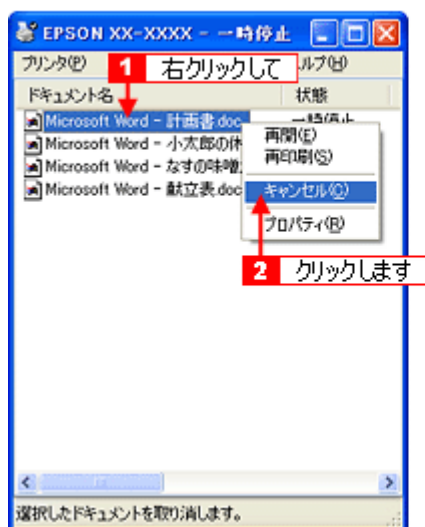 EPSON XX-XXXX - 一時停止
プリンタ(P) ルプ(H)
1 右クリックして
ドキュメント名 状態
Microsoft Word - 計画書.doc 一時停止
Microsoft Word - 小太郎の休
Microsoft Word - なすの味噌
Microsoft Word - 献立表.doc
再開(E)
再印刷(S)
キャンセル(C)
プロパティ(R)
2 クリックします
選択したドキュメントを取り消します。